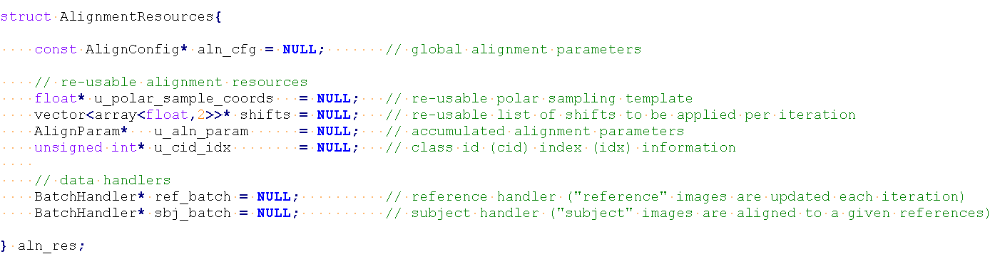 struct AlignmentResources{
    const AlignConfig* aln_cfg = NULL;       // global alignment parameters
    // re-usable alignment resources
    float* u_polar_sample_coords   = NULL;   // re-usable polar sampling template
    vector<array<float,2>>* shifts = NULL;   // re-usable list of shifts to be applied per iteration
    AlignParam*   u_aln_param      = NULL;   // accumulated alignment parameters
    unsigned int* u_cid_idx        = NULL;   // class id (cid) index (idx) information
    // data handlers
    BatchHandler* ref_batch = NULL;          // reference handler ("reference" images are updated each iteration)
    BatchHandler* sbj_batch = NULL;          // subject handler ("subject" images are aligned to a given references)
} aln_res;